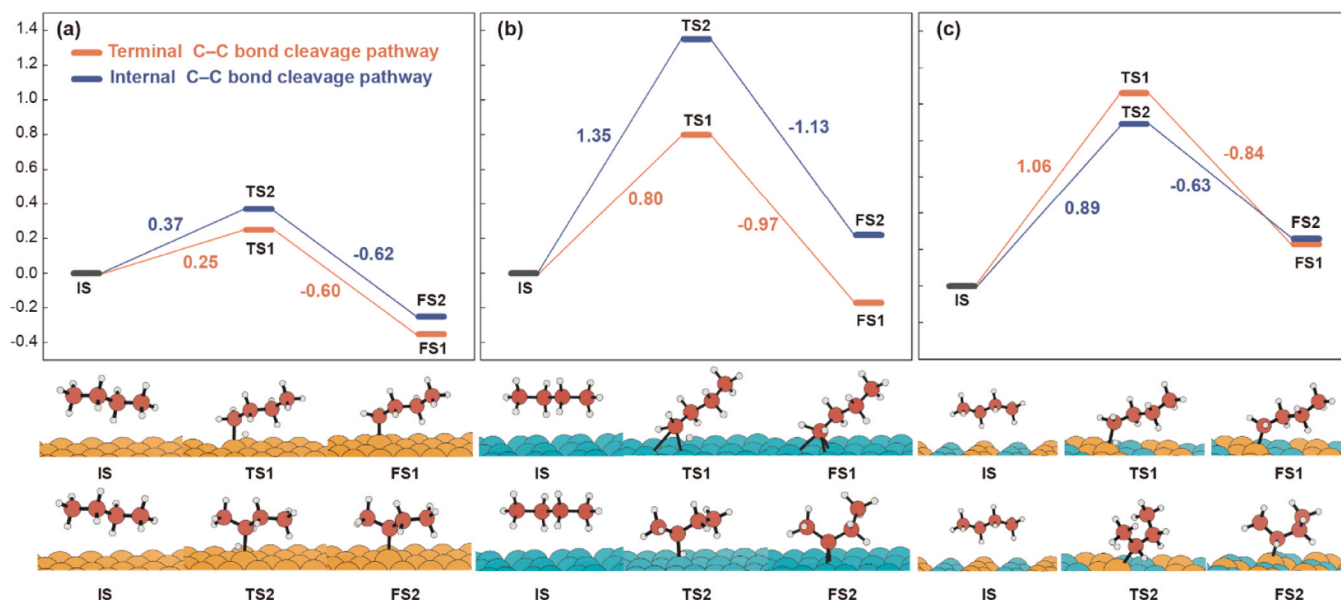 (a)
Terminal C–C bond cleavage pathway
Internal C–C bond cleavage pathway
1.4
1.2
1.0
0.8
0.6
0.4
0.2
0.0
-0.2
-0.4
IS
0.37
0.25
TS2
TS1
-0.62
-0.60
FS2
FS1
(b)
IS
1.35
0.80
TS2
TS1
-1.13
-0.97
FS2
FS1
(c)
IS
1.06
0.89
TS1
TS2
-0.84
-0.63
FS2
FS1
IS TS1 FS1 IS TS1 FS1 IS TS1 FS1
IS TS2 FS2 IS TS2 FS2 IS TS2 FS2